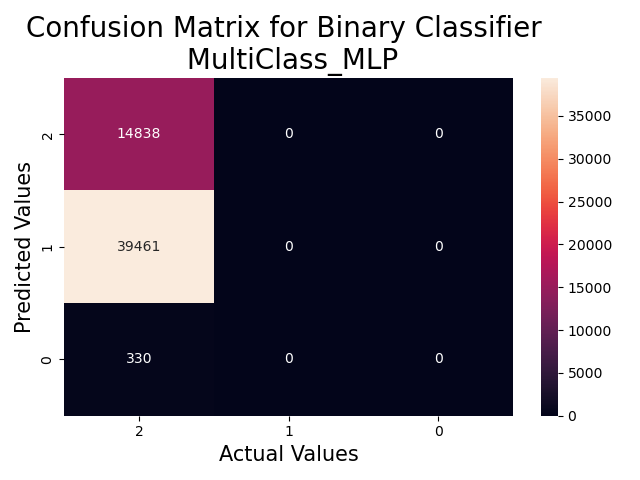 Confusion Matrix for Binary Classifier
MultiClass_MLP
Predicted Values
2
1
0
14838 0 0
39461 0 0
330 0 0
2 1 0
Actual Values
35000
30000
25000
20000
15000
10000
5000
0